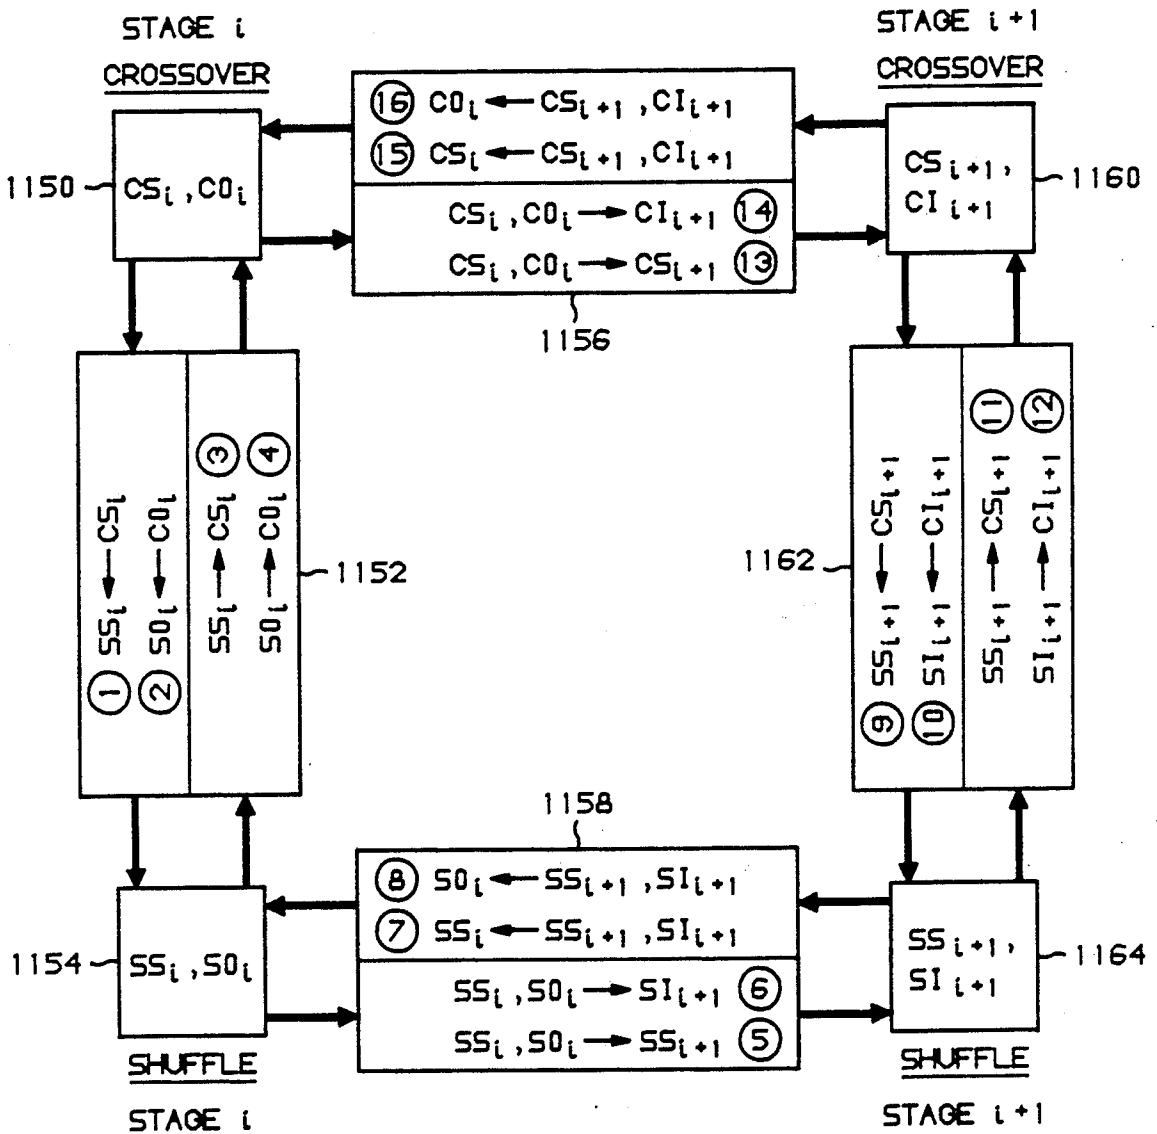 STAGE i
CROSSOVER
STAGE i+1
CROSSOVER
⑯ COᵢ ← CSᵢ₊₁ , CIᵢ₊₁
⑮ CSᵢ ← CSᵢ₊₁ , CIᵢ₊₁
CSᵢ , COᵢ → CIᵢ₊₁ ⑭
CSᵢ , COᵢ → CSᵢ₊₁ ⑬
1150
CSᵢ , COᵢ
CSᵢ₊₁ ,
CIᵢ₊₁
1160
1156
① SSᵢ ← CSᵢ
② SOᵢ ← COᵢ
SSᵢ → CSᵢ ③
SOᵢ → COᵢ ④
1152
1162
⑨ SSᵢ₊₁ ← CSᵢ₊₁
⑩ SIᵢ₊₁ ← CIᵢ₊₁
SSᵢ₊₁ → CSᵢ₊₁ ⑪
SIᵢ₊₁ → CIᵢ₊₁ ⑫
1158
⑧ SOᵢ ← SSᵢ₊₁ , SIᵢ₊₁
⑦ SSᵢ ← SSᵢ₊₁ , SIᵢ₊₁
SSᵢ , SOᵢ → SIᵢ₊₁ ⑥
SSᵢ , SOᵢ → SSᵢ₊₁ ⑤
1154
SSᵢ , SOᵢ
SSᵢ₊₁ ,
SIᵢ₊₁
1164
SHUFFLE
STAGE i
SHUFFLE
STAGE i+1